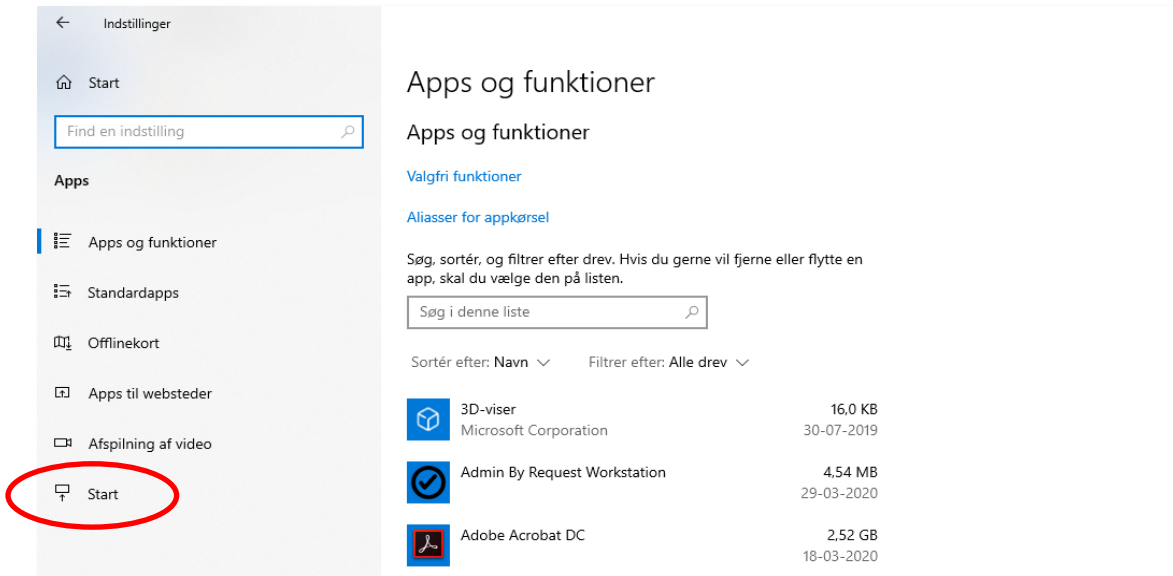 Indstillinger
Start
Find en indstilling
Apps
Apps og funktioner
Standardapps
Offlinekort
Apps til websteder
Afspilning af video
Start
Apps og funktioner
Apps og funktioner
Valgfri funktioner
Aliasser for appkørsel
Søg, sortér, og filtrer efter drev. Hvis du gerne vil fjerne eller flytte en
app, skal du vælge den på listen.
Søg i denne liste
Sortér efter: Navn Filtrer efter: Alle drev
3D-viser 16,0 KB
Microsoft Corporation 30-07-2019
Admin By Request Workstation 4,54 MB
29-03-2020
Adobe Acrobat DC 2,52 GB
18-03-2020